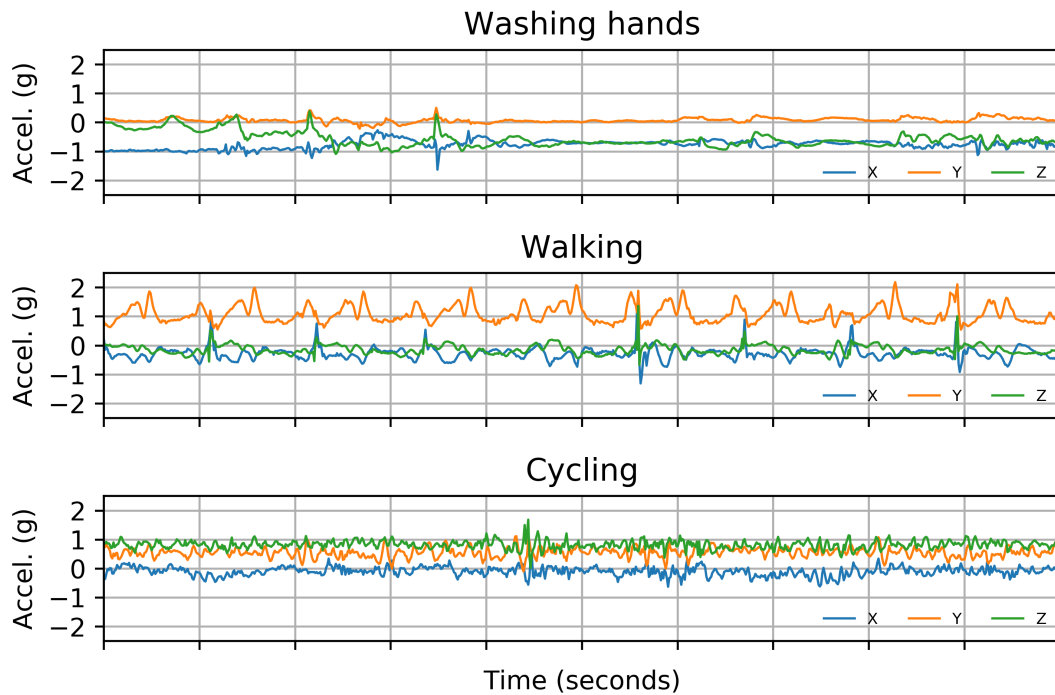 Washing hands
Accel. (g)
2
1
0
−1
−2
X Y Z
Walking
Accel. (g)
2
1
0
−1
−2
X Y Z
Cycling
Accel. (g)
2
1
0
−1
−2
X Y Z
Time (seconds)